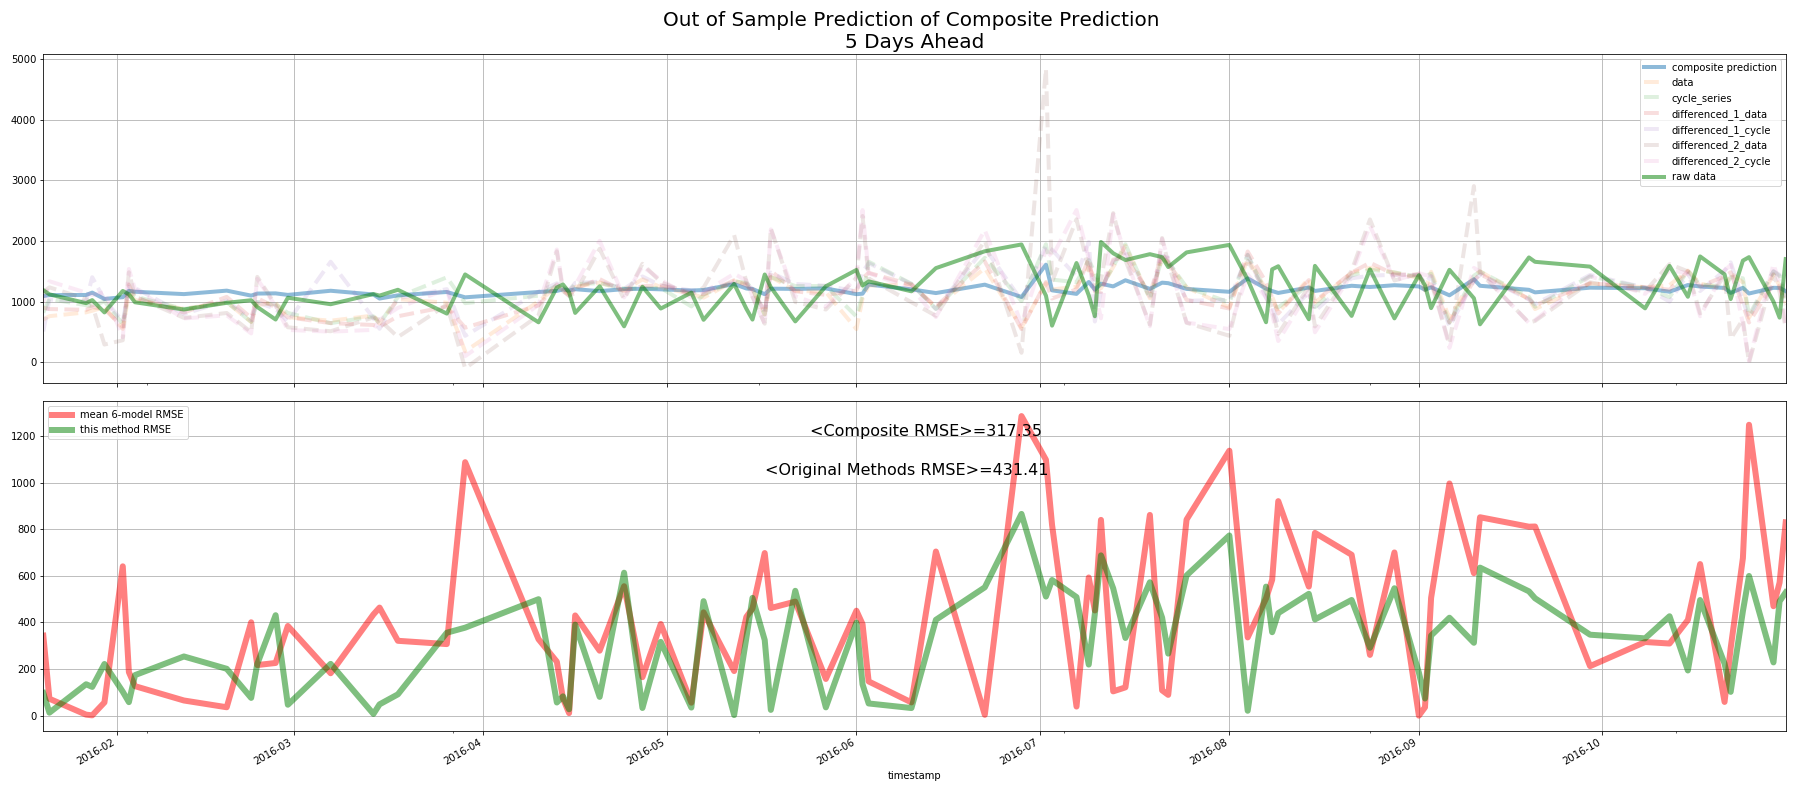 Out of Sample Prediction of Composite Prediction
5 Days Ahead
5000
4000
3000
2000
1000
0
composite prediction
data
cycle_series
differenced_1_data
differenced_1_cycle
differenced_2_data
differenced_2_cycle
raw data
mean 6-model RMSE
this method RMSE
<Composite RMSE>=317.35
<Original Methods RMSE>=431.41
1200
1000
800
600
400
200
0
2016-02
2016-03
2016-04
2016-05
2016-06
2016-07
2016-08
2016-09
2016-10
timestamp